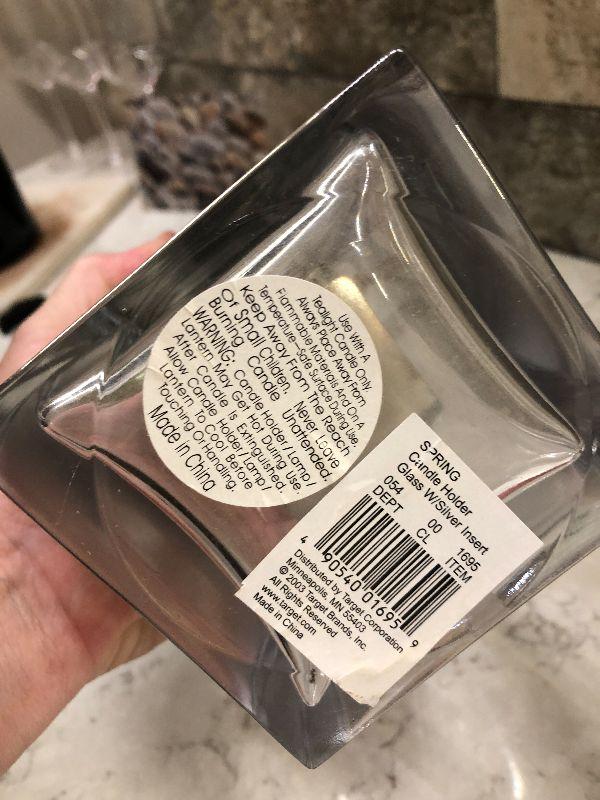 Use With A
Tealight Candle Only.
Always Place Away From
Flammable Materials And On A
Temperature-Safe Surface During Use.
Keep Away From The Reach
Of Small Children. Never Leave
Burning Candle Unattended.
WARNING: Candle Holder/Lamp/
Lantern May Get Hot During Use.
After Candle Is Extinguished,
Allow Candle Holder/Lamp/
Lantern To Cool Before
Touching Or Handling.
Made In China
SPRING
Candle Holder
Glass W/Silver Insert
054 00 1695
DEPT CL ITEM
4 90540 01695 9
Distributed by Target Corporation
Minneapolis, MN 55403
© 2003 Target Brands, Inc.
All Rights Reserved
www.target.com
Made in China